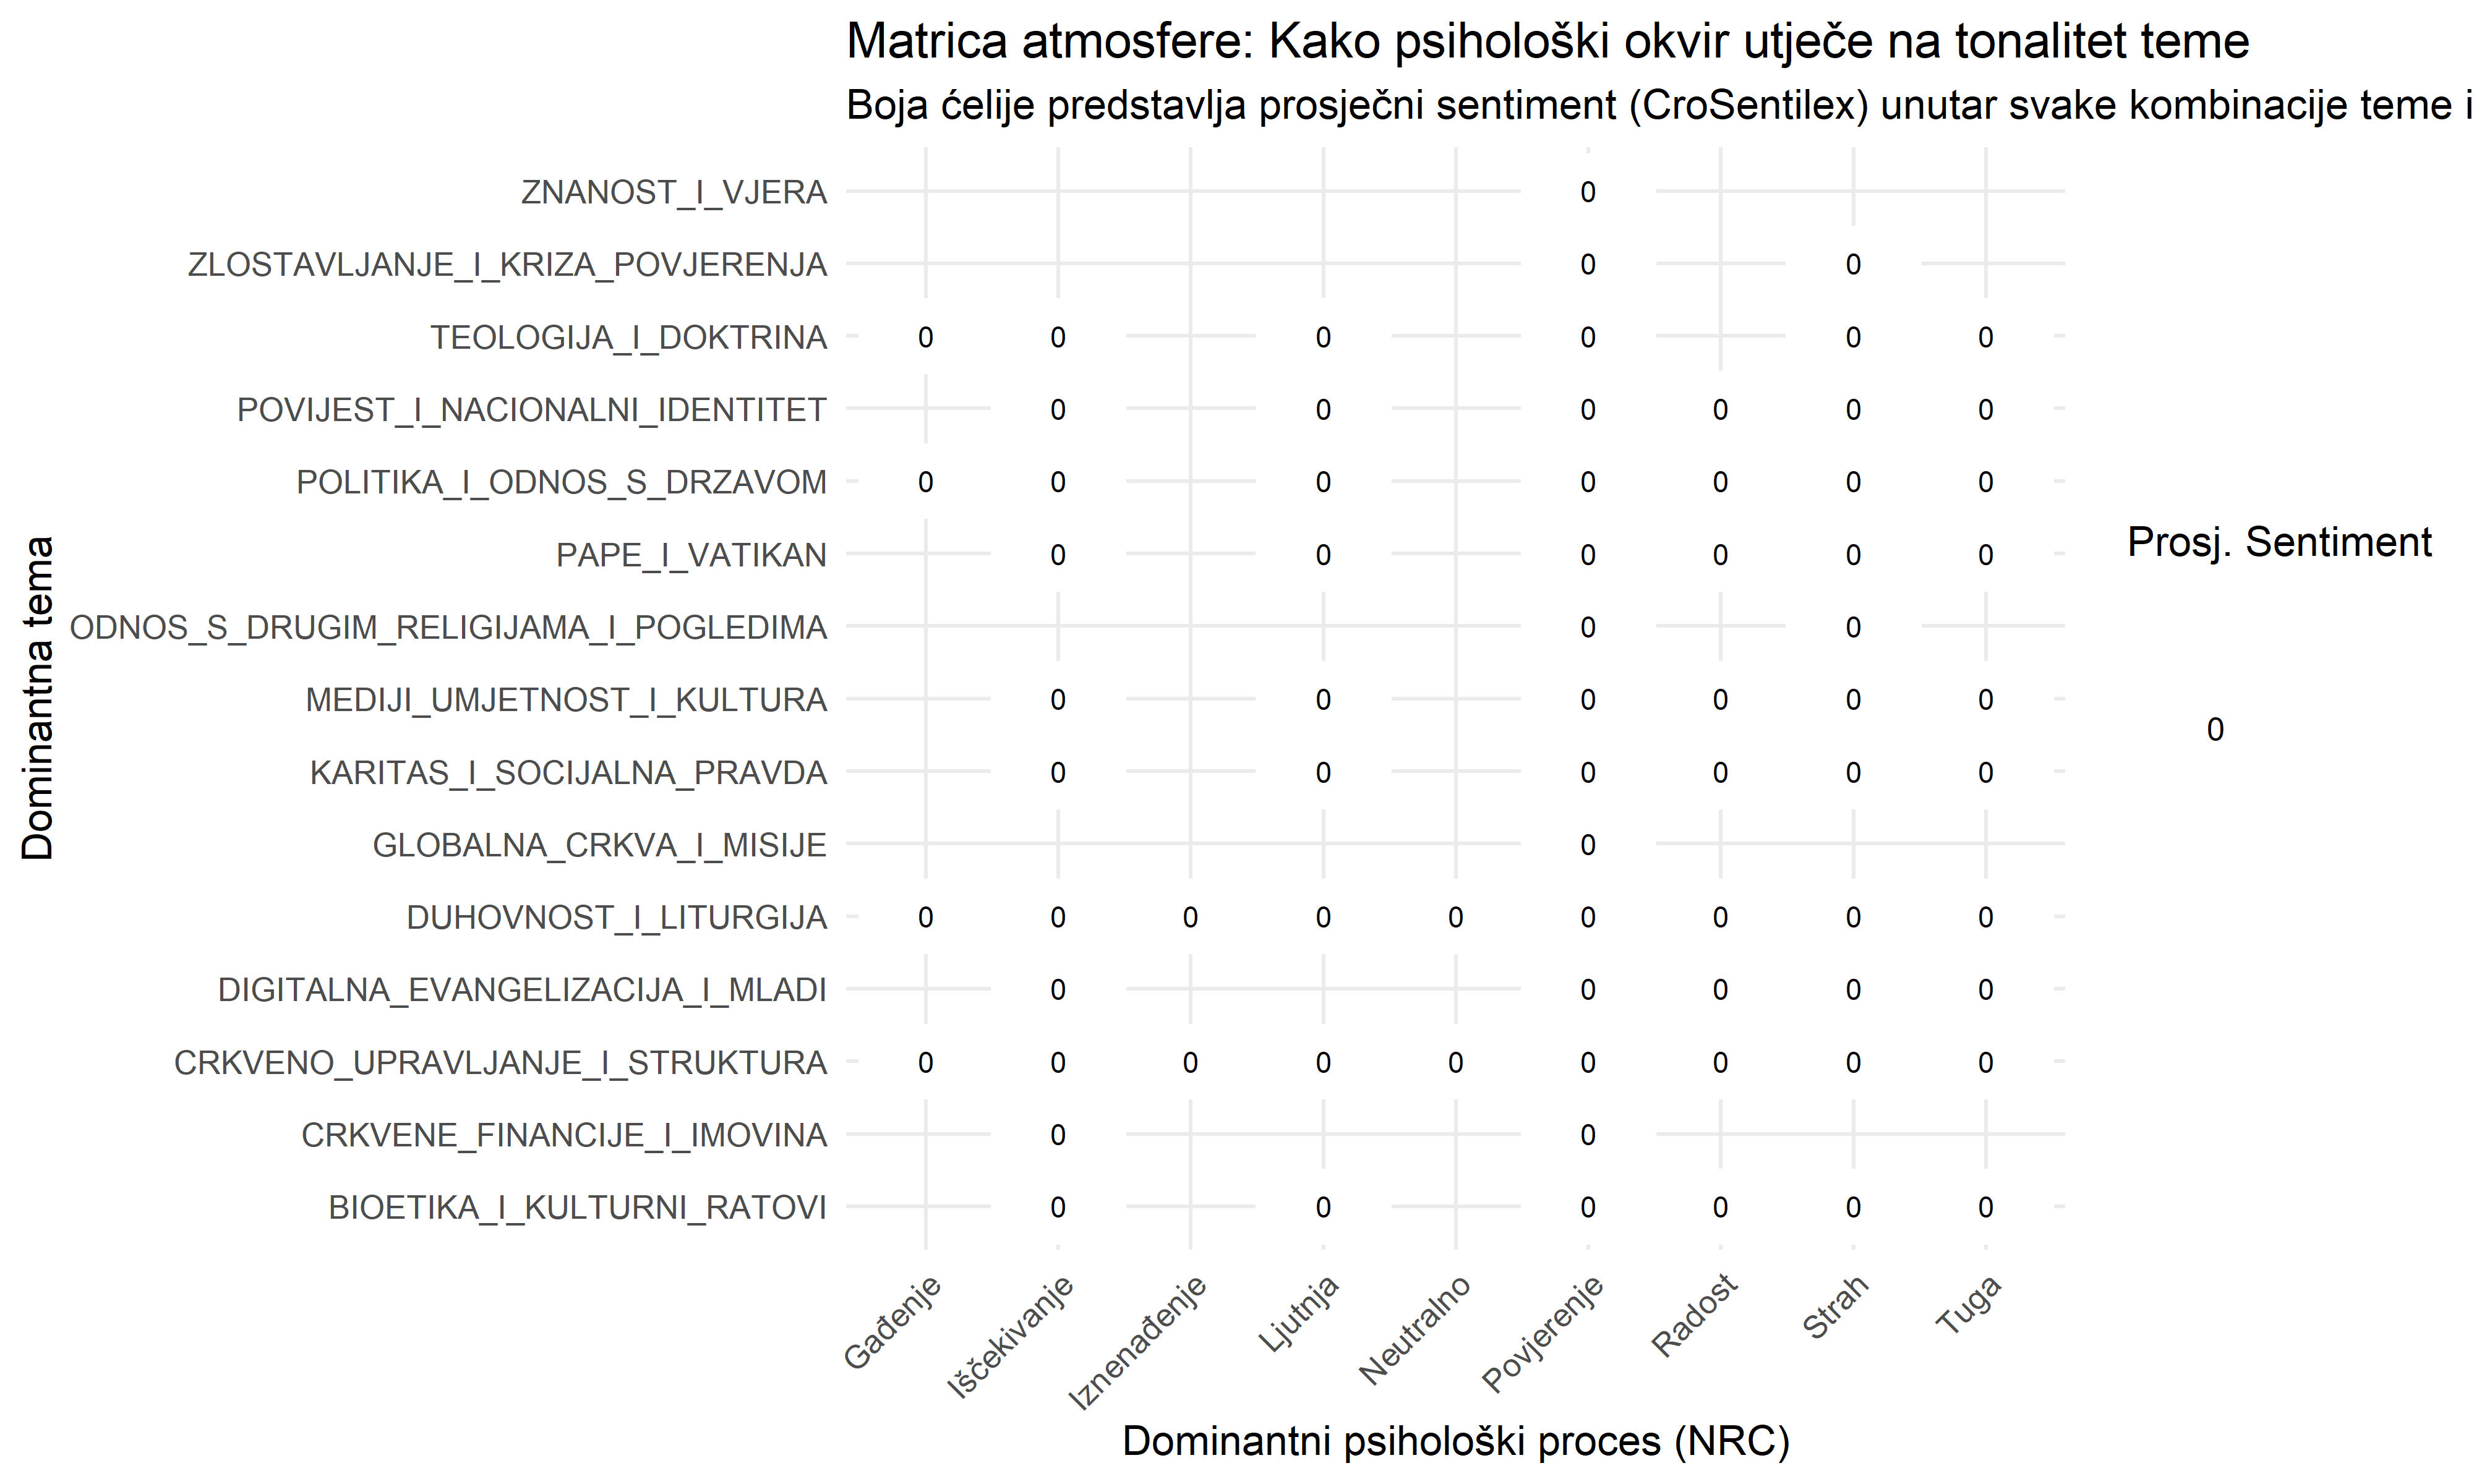 Matrica atmosfere: Kako psihološki okvir utječe na tonalitet teme
Boja ćelije predstavlja prosječni sentiment (CroSentilex) unutar svake kombinacije teme i
Dominantna tema
ZNANOST_I_VJERA 0
ZLOSTAVLJANJE_I_KRIZA_POVJERENJA 0 0
TEOLOGIJA_I_DOKTRINA 0 0 0 0 0 0
POVIJEST_I_NACIONALNI_IDENTITET 0 0 0 0 0 0
POLITIKA_I_ODNOS_S_DRZAVOM 0 0 0 0 0 0 0
PAPE_I_VATIKAN 0 0 0 0 0 0
ODNOS_S_DRUGIM_RELIGIJAMA_I_POGLEDIMA 0 0
MEDIJI_UMJETNOST_I_KULTURA 0 0 0 0 0 0
KARITAS_I_SOCIJALNA_PRAVDA 0 0 0 0 0 0
GLOBALNA_CRKVA_I_MISIJE 0
DUHOVNOST_I_LITURGIJA 0 0 0 0 0 0 0 0 0
DIGITALNA_EVANGELIZACIJA_I_MLADI 0 0 0 0 0
CRKVENO_UPRAVLJANJE_I_STRUKTURA 0 0 0 0 0 0 0 0 0
CRKVENE_FINANCIJE_I_IMOVINA 0 0
BIOETIKA_I_KULTURNI_RATOVI 0 0 0 0 0 0
Gađenje Iščekivanje Iznenađenje Ljutnja Neutralno Povjerenje Radost Strah Tuga
Dominantni psihološki proces (NRC)
Prosj. Sentiment
0